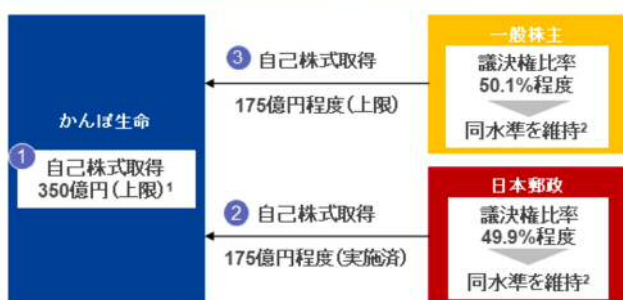 かんぽ生命
1
自己株式取得
350億円(上限)1
3 自己株式取得
175億円程度(上限)
2 自己株式取得
175億円程度(実施済)
一般株主
議決権比率
50.1%程度
同水準を維持2
日本郵政
議決権比率
49.9%程度
同水準を維持2